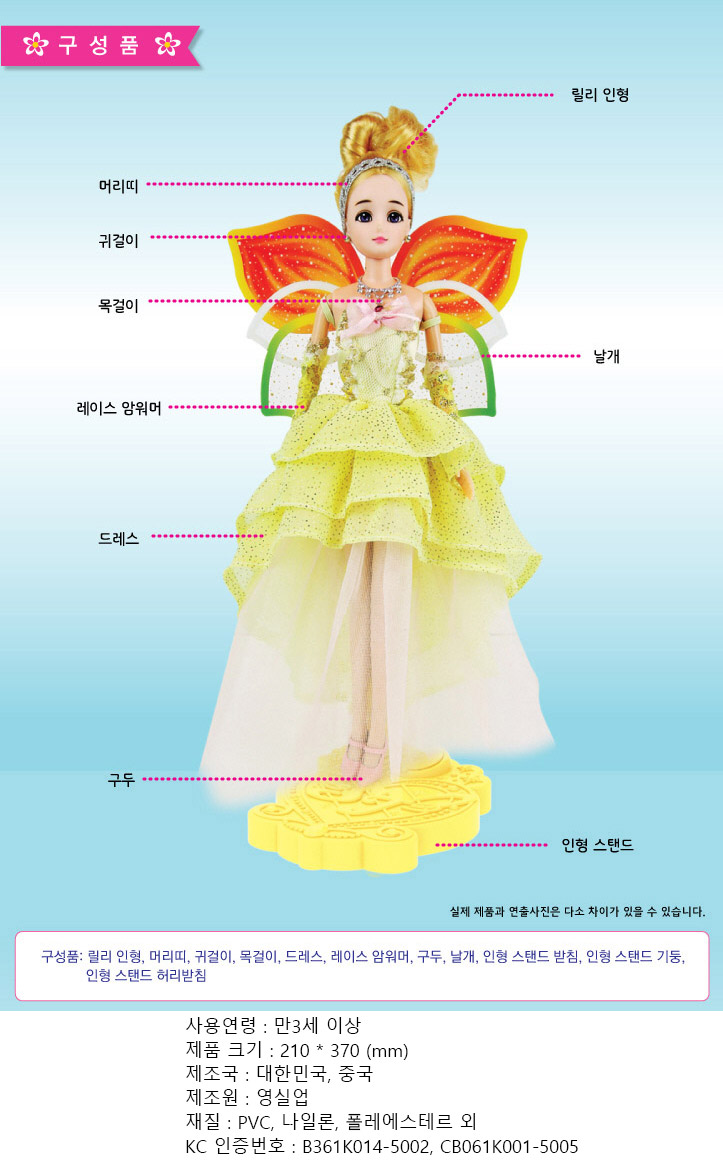 구성품
릴리 인형
머리띠
귀걸이
목걸이
날개
레이스 암워머
드레스
구두
인형 스탠드
실제 제품과 연출사진은 다소 차이가 있을 수 있습니다.
구성품: 릴리 인형, 머리띠, 귀걸이, 목걸이, 드레스, 레이스 암워머, 구두, 날개, 인형 스탠드 받침, 인형 스탠드 기둥,
인형 스탠드 허리받침
사용연령 : 만3세 이상
제품 크기 : 210 * 370 (mm)
제조국 : 대한민국, 중국
제조원 : 영실업
재질 : PVC, 나일론, 폴레에스테르 외
KC 인증번호 : B361K014-5002, CB061K001-5005